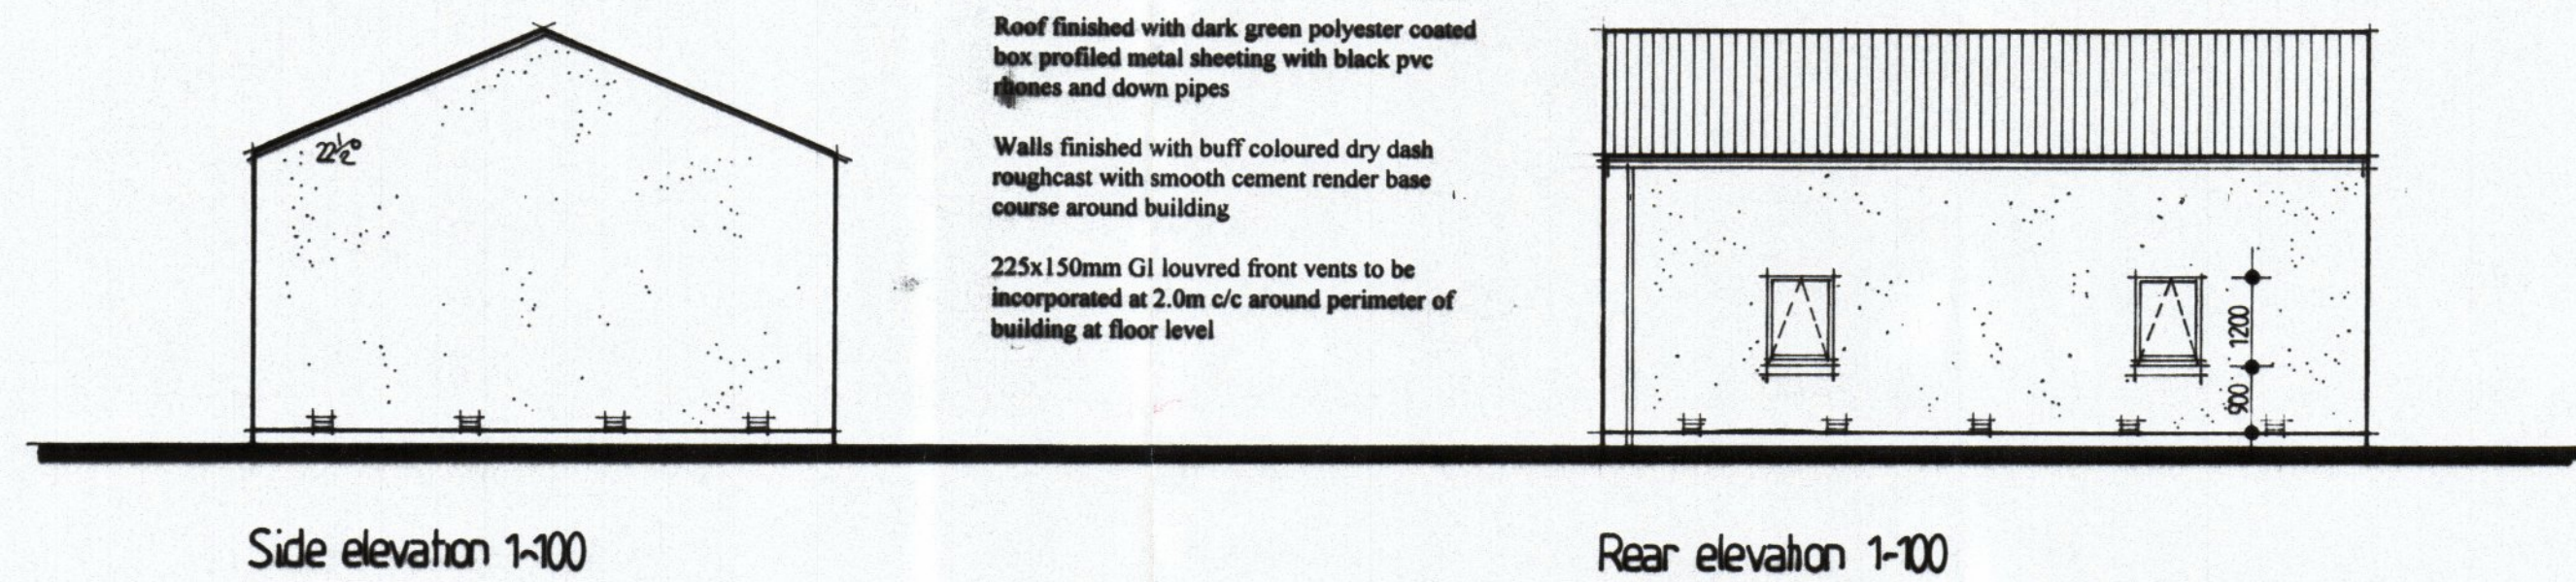 Roof finished with dark green polyester coated
box profiled metal sheeting with black pvc
rhones and down pipes
Walls finished with buff coloured dry dash
roughcast with smooth cement render base
course around building
225x150mm GI louvred front vents to be
incorporated at 2.0m c/c around perimeter of
building at floor level
22½°
1200
900
Side elevation 1-100
Rear elevation 1-100